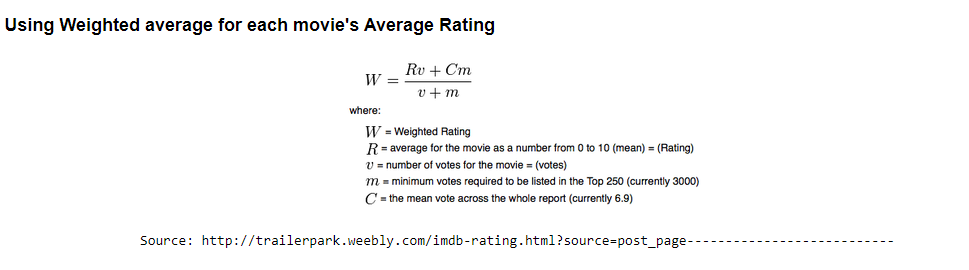 Using Weighted average for each movie's Average Rating
W = Rv + Cm / v + m
where:
W = Weighted Rating
R = average for the movie as a number from 0 to 10 (mean) = (Rating)
v = number of votes for the movie = (votes)
m = minimum votes required to be listed in the Top 250 (currently 3000)
C = the mean vote across the whole report (currently 6.9)
Source: http://trailerpark.weebly.com/imdb-rating.html?source=post_page---------------------------